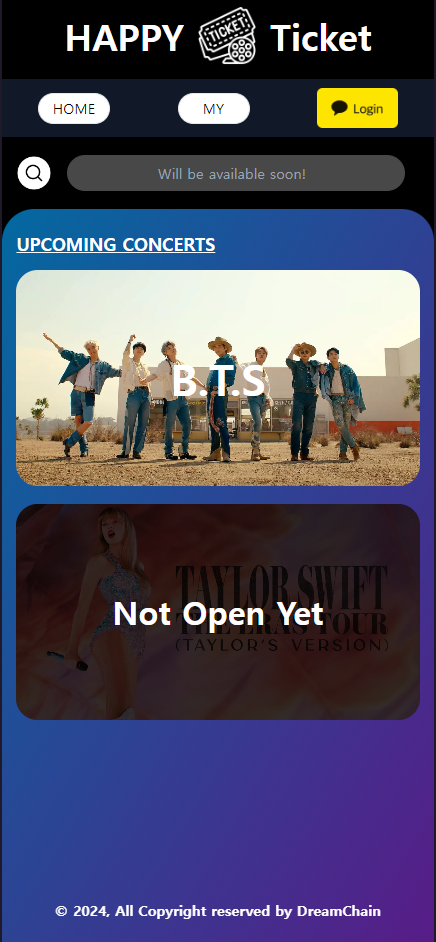 HAPPY TICKET Ticket
HOME
MY
Login
Will be available soon!
UPCOMING CONCERTS
B.T.S
TAYLOR SWIFT
Not Open Yet
THE ERAS TOUR
(TAYLOR'S VERSION)
© 2024, All Copyright reserved by DreamChain